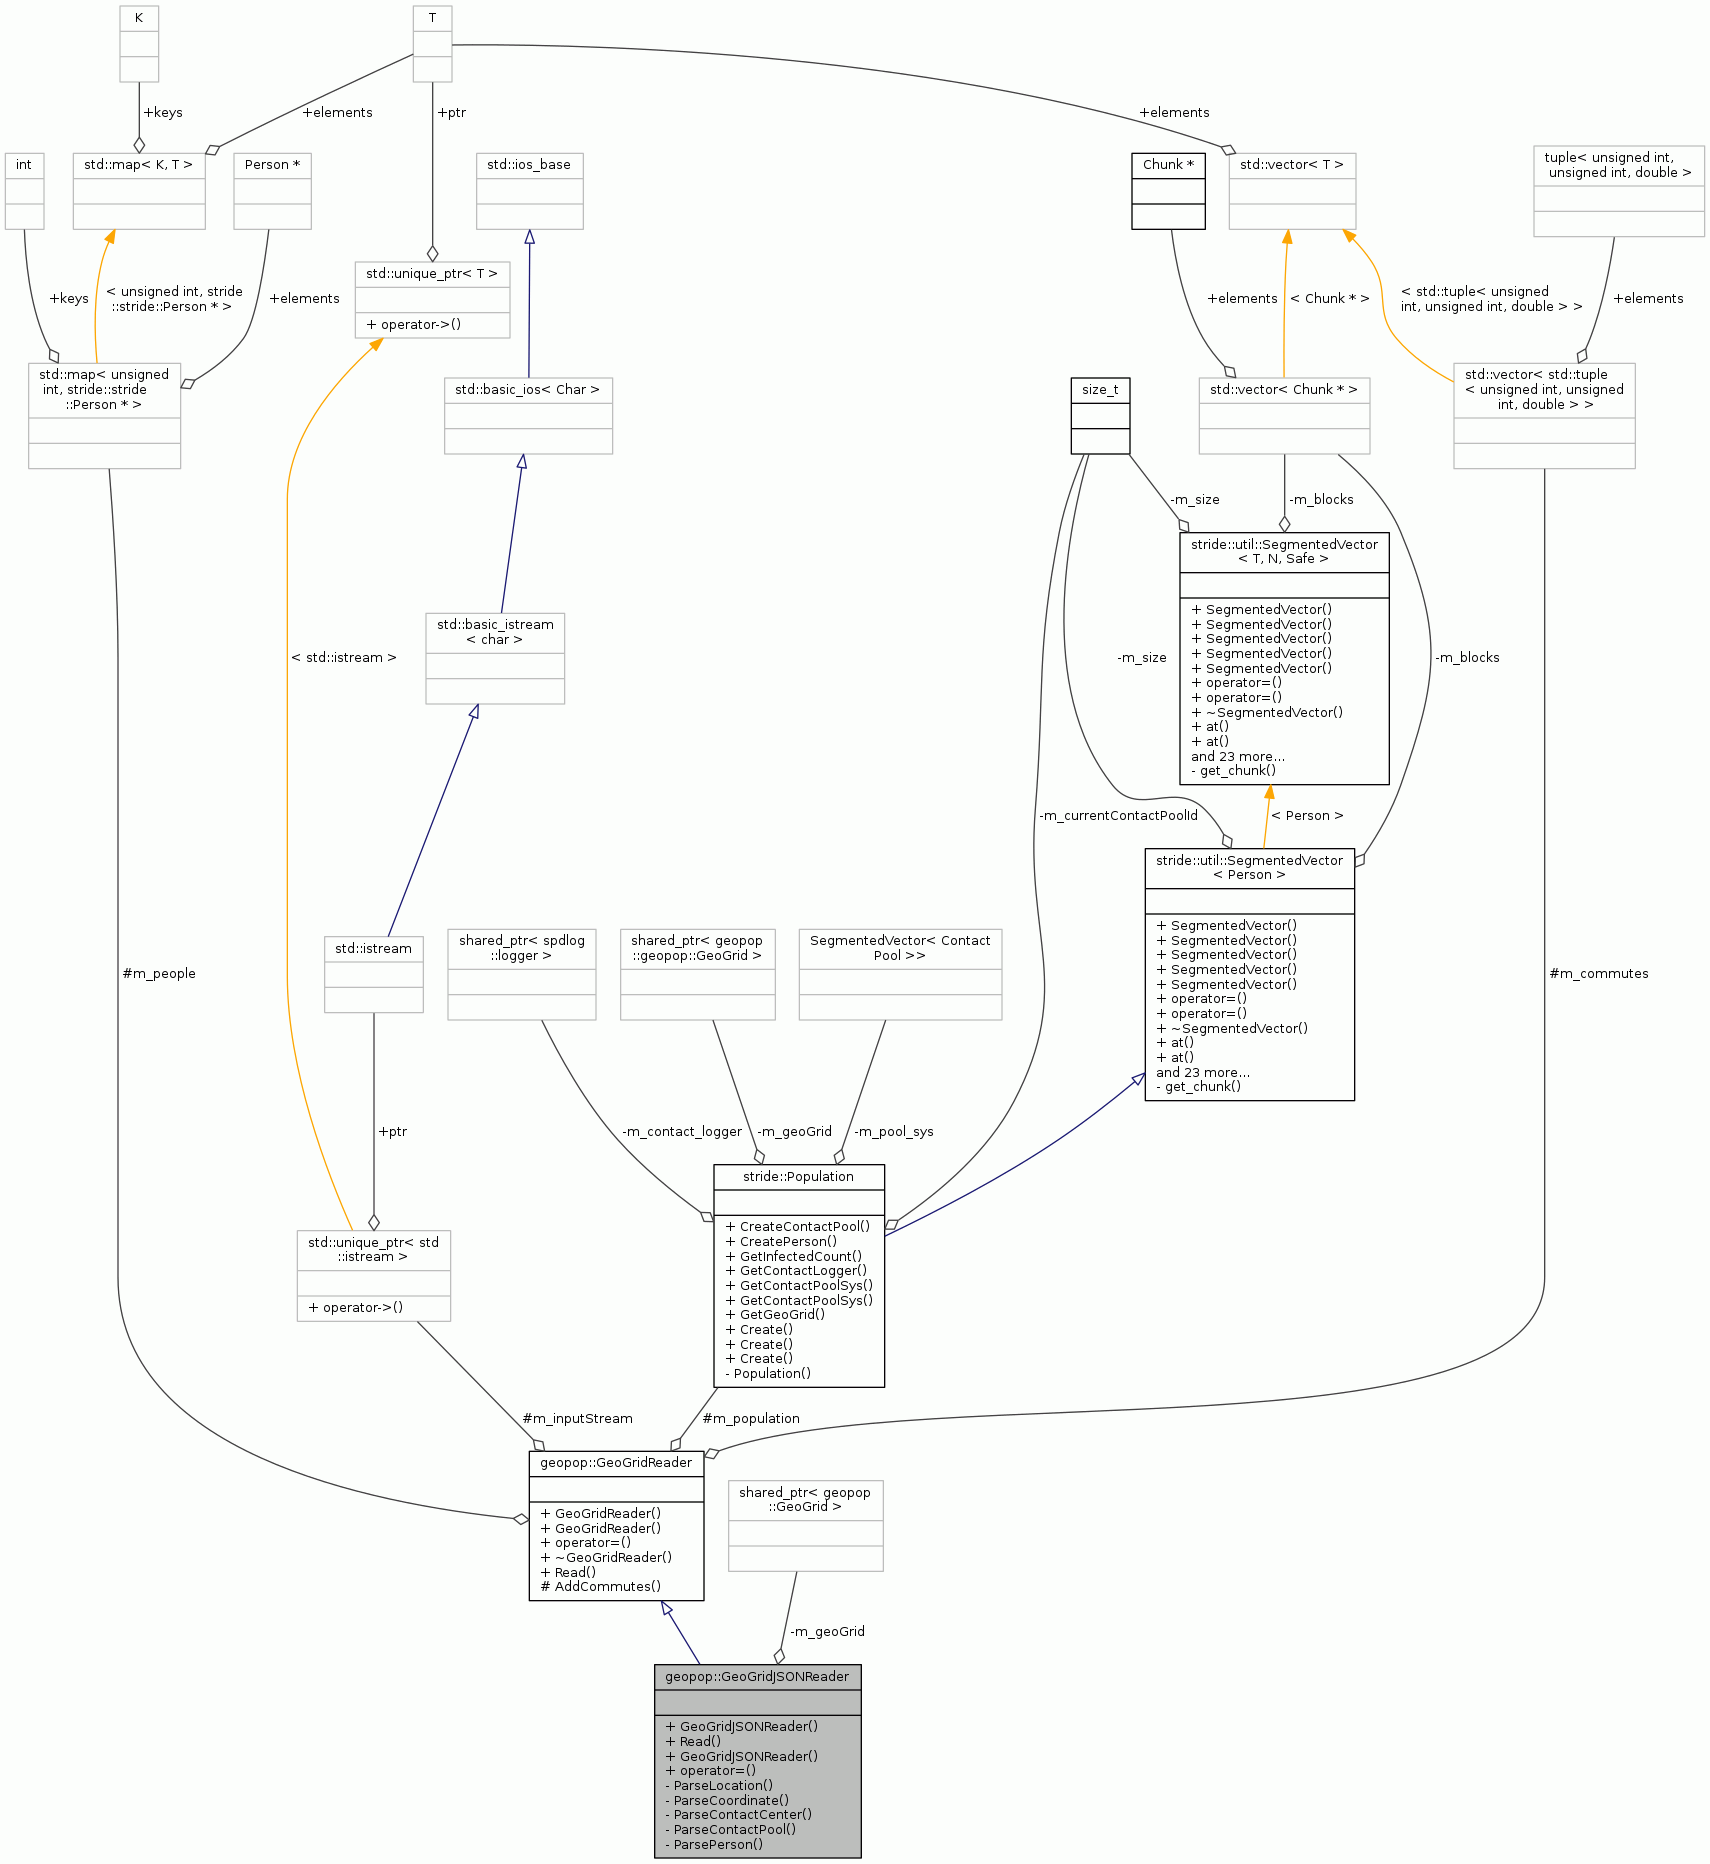 K
T
+keys
+elements
+ptr
+elements
int
std::map< K, T >
Person *
std::ios_base
Chunk *
std::vector< T >
tuple< unsigned int,
unsigned int, double >
std::unique_ptr< T >
+ operator->()
+keys
< unsigned int, stride
::stride::Person * >
+elements
+elements
< Chunk * >
< std::tuple< unsigned
int, unsigned int, double > >
+elements
std::map< unsigned
int, stride::stride
::Person * >
std::basic_ios< Char >
size_t
std::vector< Chunk * >
std::vector< std::tuple
< unsigned int, unsigned
int, double > >
-m_size
-m_blocks
stride::util::SegmentedVector
< T, N, Safe >
+ SegmentedVector()
+ SegmentedVector()
+ SegmentedVector()
+ SegmentedVector()
+ SegmentedVector()
+ operator=()
+ operator=()
+ ~SegmentedVector()
+ at()
+ at()
and 23 more...
- get_chunk()
std::basic_istream
< char >
< std::istream >
-m_size
-m_blocks
-m_currentContactPoolId
< Person >
stride::util::SegmentedVector
< Person >
+ SegmentedVector()
+ SegmentedVector()
+ SegmentedVector()
+ SegmentedVector()
+ SegmentedVector()
+ operator=()
+ operator=()
+ ~SegmentedVector()
+ at()
+ at()
and 23 more...
- get_chunk()
std::istream
shared_ptr< spdlog
::logger >
shared_ptr< geopop
::geopop::GeoGrid >
SegmentedVector< Contact
Pool >>
#m_people
#m_commutes
+ptr
-m_contact_logger
-m_geoGrid
-m_pool_sys
stride::Population
+ CreateContactPool()
+ CreatePerson()
+ GetInfectedCount()
+ GetContactLogger()
+ GetContactPoolSys()
+ GetContactPoolSys()
+ GetGeoGrid()
+ Create()
+ Create()
+ Create()
- Population()
std::unique_ptr< std
::istream >
+ operator->()
#m_inputStream
#m_population
geopop::GeoGridReader
+ GeoGridReader()
+ GeoGridReader()
+ operator=()
+ ~GeoGridReader()
+ Read()
# AddCommutes()
shared_ptr< geopop
::GeoGrid >
-m_geoGrid
geopop::GeoGridJSONReader
+ GeoGridJSONReader()
+ Read()
+ GeoGridJSONReader()
+ operator=()
- ParseLocation()
- ParseCoordinate()
- ParseContactCenter()
- ParseContactPool()
- ParsePerson()